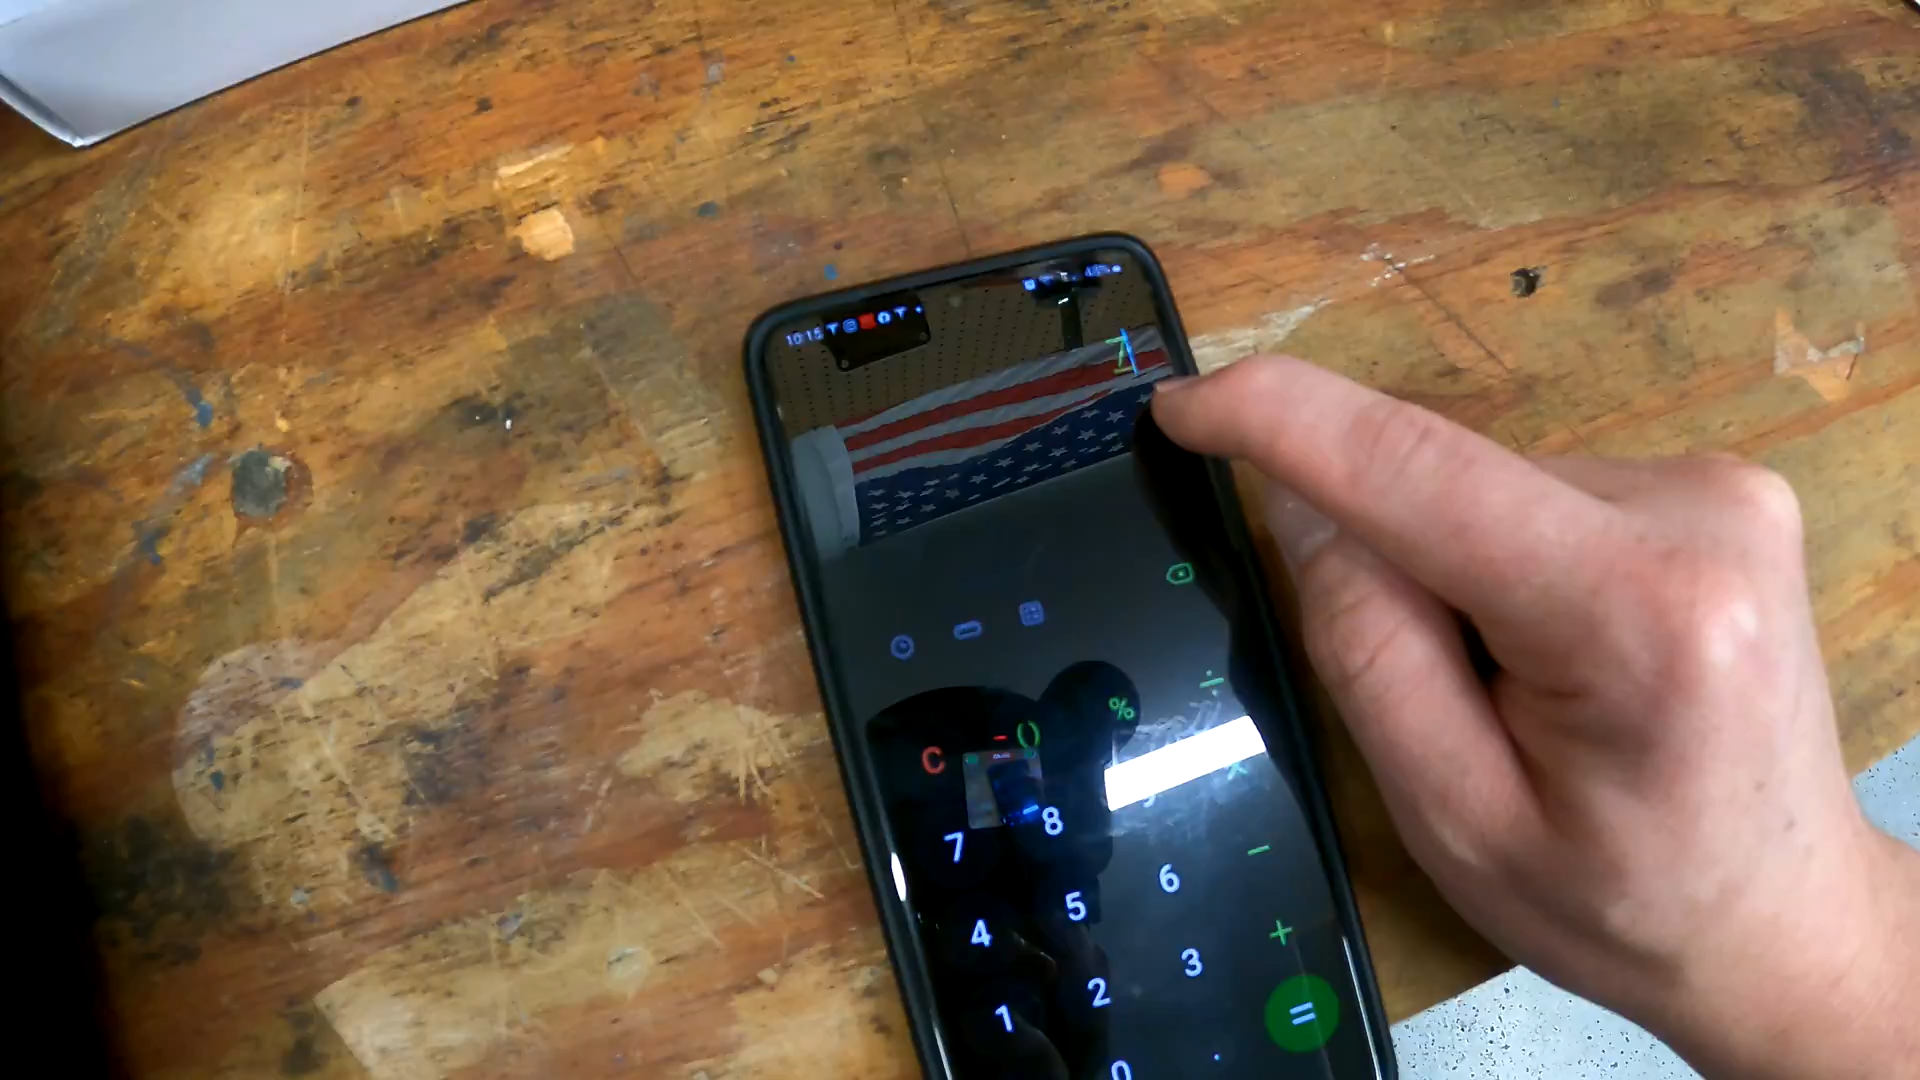 10:15
C () % ÷
7 8 ×
4 5 6 −
1 2 3 +
0 . =